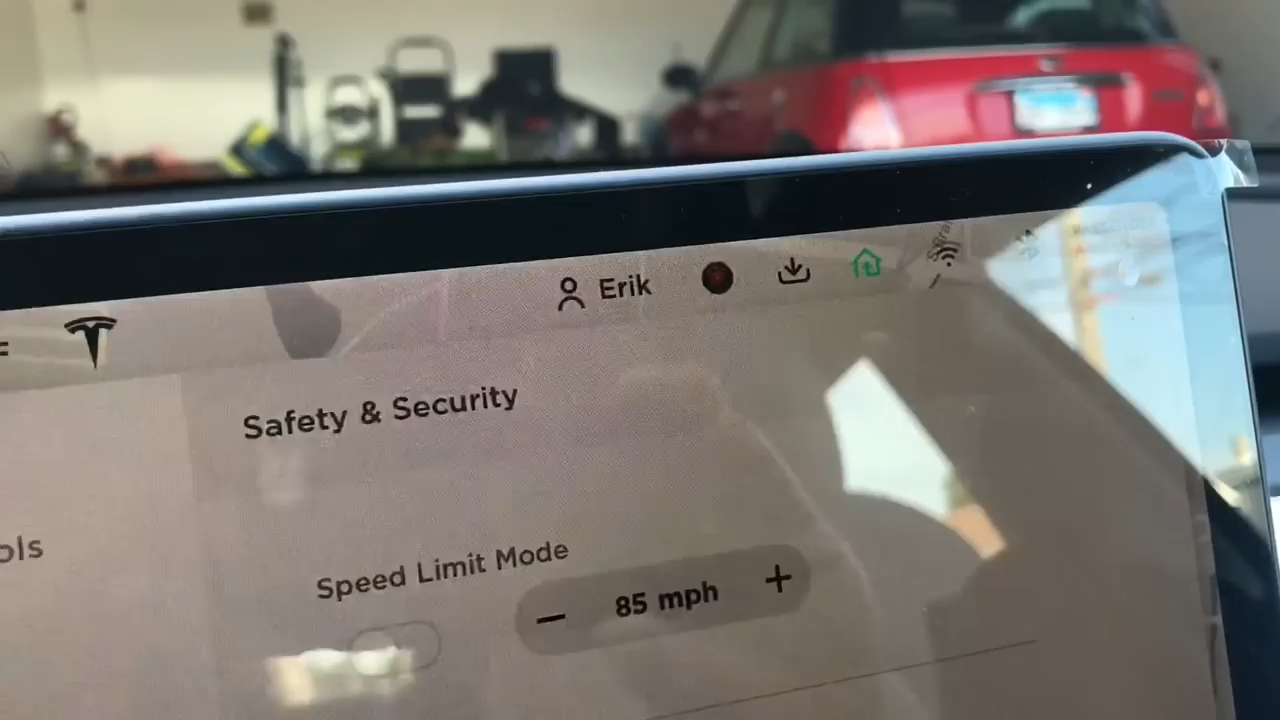 Erik
Safety & Security
ols
Speed Limit Mode
85 mph